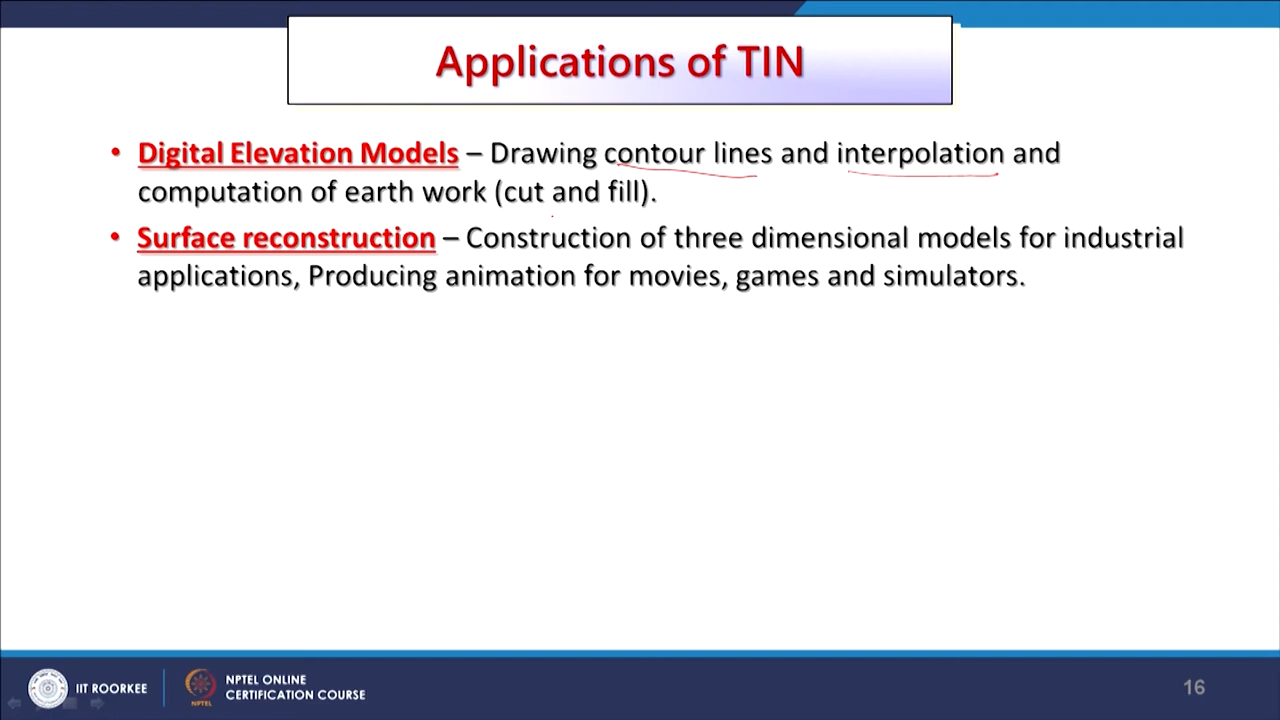 Applications of TIN
• Digital Elevation Models – Drawing contour lines and interpolation and
computation of earth work (cut and fill).
• Surface reconstruction – Construction of three dimensional models for industrial
applications, Producing animation for movies, games and simulators.
IIT ROORKEE
NPTEL
NPTEL ONLINE
CERTIFICATION COURSE
16